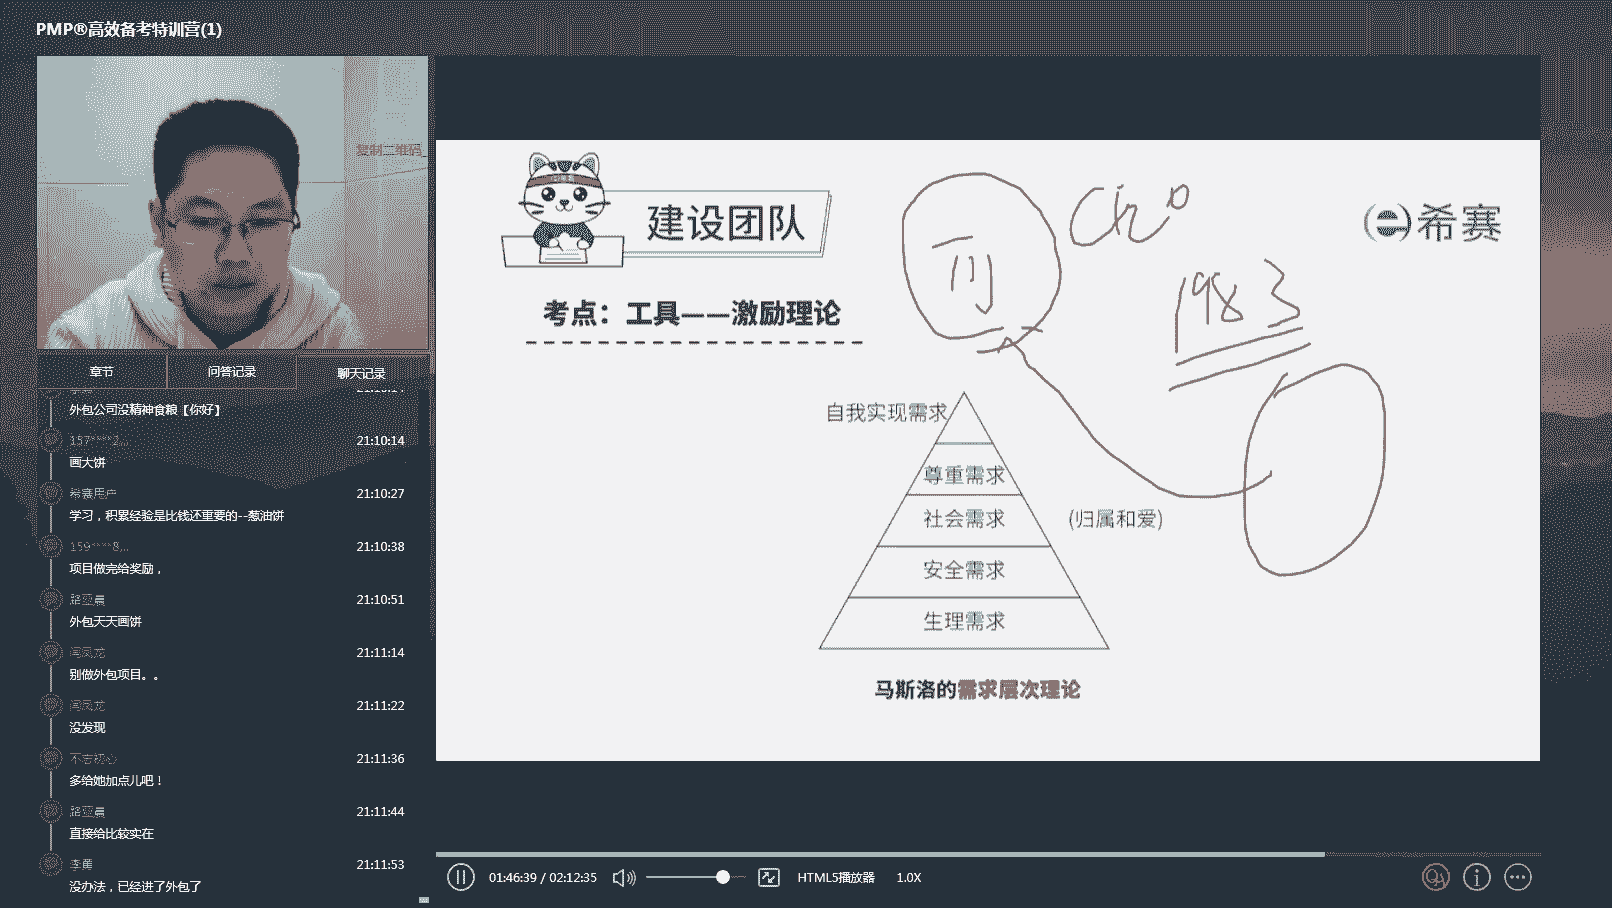 PMP®高效备考特训营(1)
复制二维码
章节
问答记录
聊天记录
外包公司没精神食粮【你好】
157****2...
21:10:14
画大饼
希赛用户
21:10:27
学习，积累经验是比钱还重要的--葱油饼
159****8...
21:10:38
项目做完给奖励，
21:10:51
外包天天画饼
闫凤龙
21:11:14
别做外包项目。。
闫凤龙
21:11:22
没发现
不忘初心
21:11:36
多给她加点儿吧！
21:11:44
直接给比较实在
李勇
21:11:53
没办法，已经进了外包了
建设团队
希赛
考点：工具——激励理论
1983
自我实现需求
尊重需求
社会需求
(归属和爱)
安全需求
生理需求
马斯洛的需求层次理论
01:46:39 / 02:12:35
HTML5播放器
1.0X